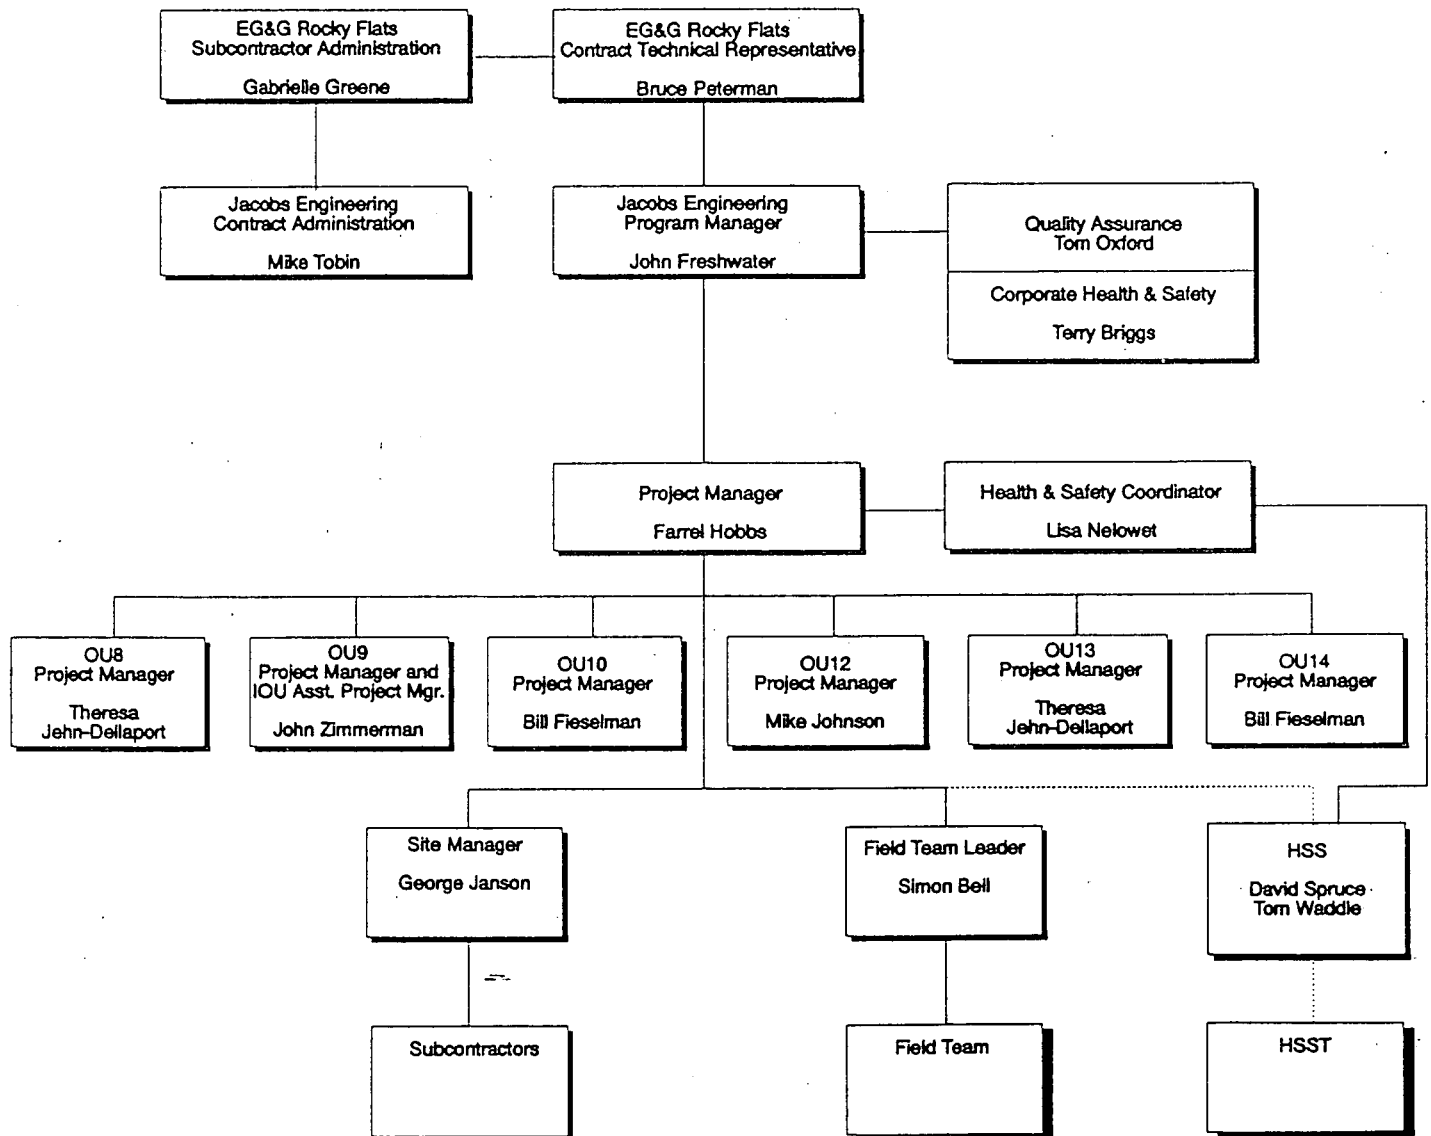 EG&G Rocky Flats
Subcontractor Administration
Gabrielle Greene
EG&G Rocky Flats
Contract Technical Representative
Bruce Peterman
Jacobs Engineering
Contract Administration
Mike Tobin
Jacobs Engineering
Program Manager
John Freshwater
Quality Assurance
Tom Oxford
Corporate Health & Safety
Terry Briggs
Project Manager
Farrel Hobbs
Health & Safety Coordinator
Lisa Nelowet
OU8
Project Manager
Theresa
Jehn-Dellaport
OU9
Project Manager and
IOU Asst. Project Mgr.
John Zimmerman
OU10
Project Manager
Bill Fieselman
OU12
Project Manager
Mike Johnson
OU13
Project Manager
Theresa
Jehn-Dellaport
OU14
Project Manager
Bill Fieselman
Site Manager
George Janson
Field Team Leader
Simon Bell
HSS
David Spruce
Tom Waddle
Subcontractors
Field Team
HSST